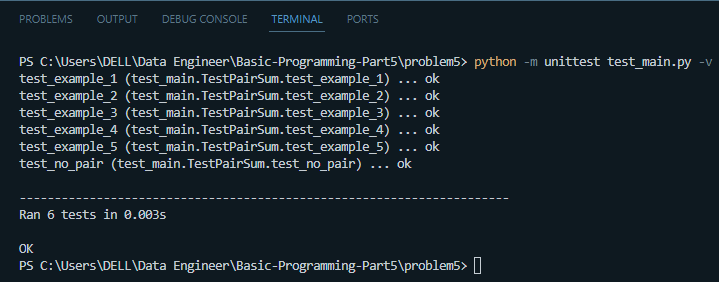 PROBLEMS OUTPUT DEBUG CONSOLE TERMINAL PORTS
PS C:\Users\DELL\Data Engineer\Basic-Programming-Part5\problem5> python -m unittest test_main.py -v
test_example_1 (test_main.TestPairSum.test_example_1) ... ok
test_example_2 (test_main.TestPairSum.test_example_2) ... ok
test_example_3 (test_main.TestPairSum.test_example_3) ... ok
test_example_4 (test_main.TestPairSum.test_example_4) ... ok
test_example_5 (test_main.TestPairSum.test_example_5) ... ok
test_no_pair (test_main.TestPairSum.test_no_pair) ... ok
----------------------------------------------------------------------
Ran 6 tests in 0.003s
OK
PS C:\Users\DELL\Data Engineer\Basic-Programming-Part5\problem5>